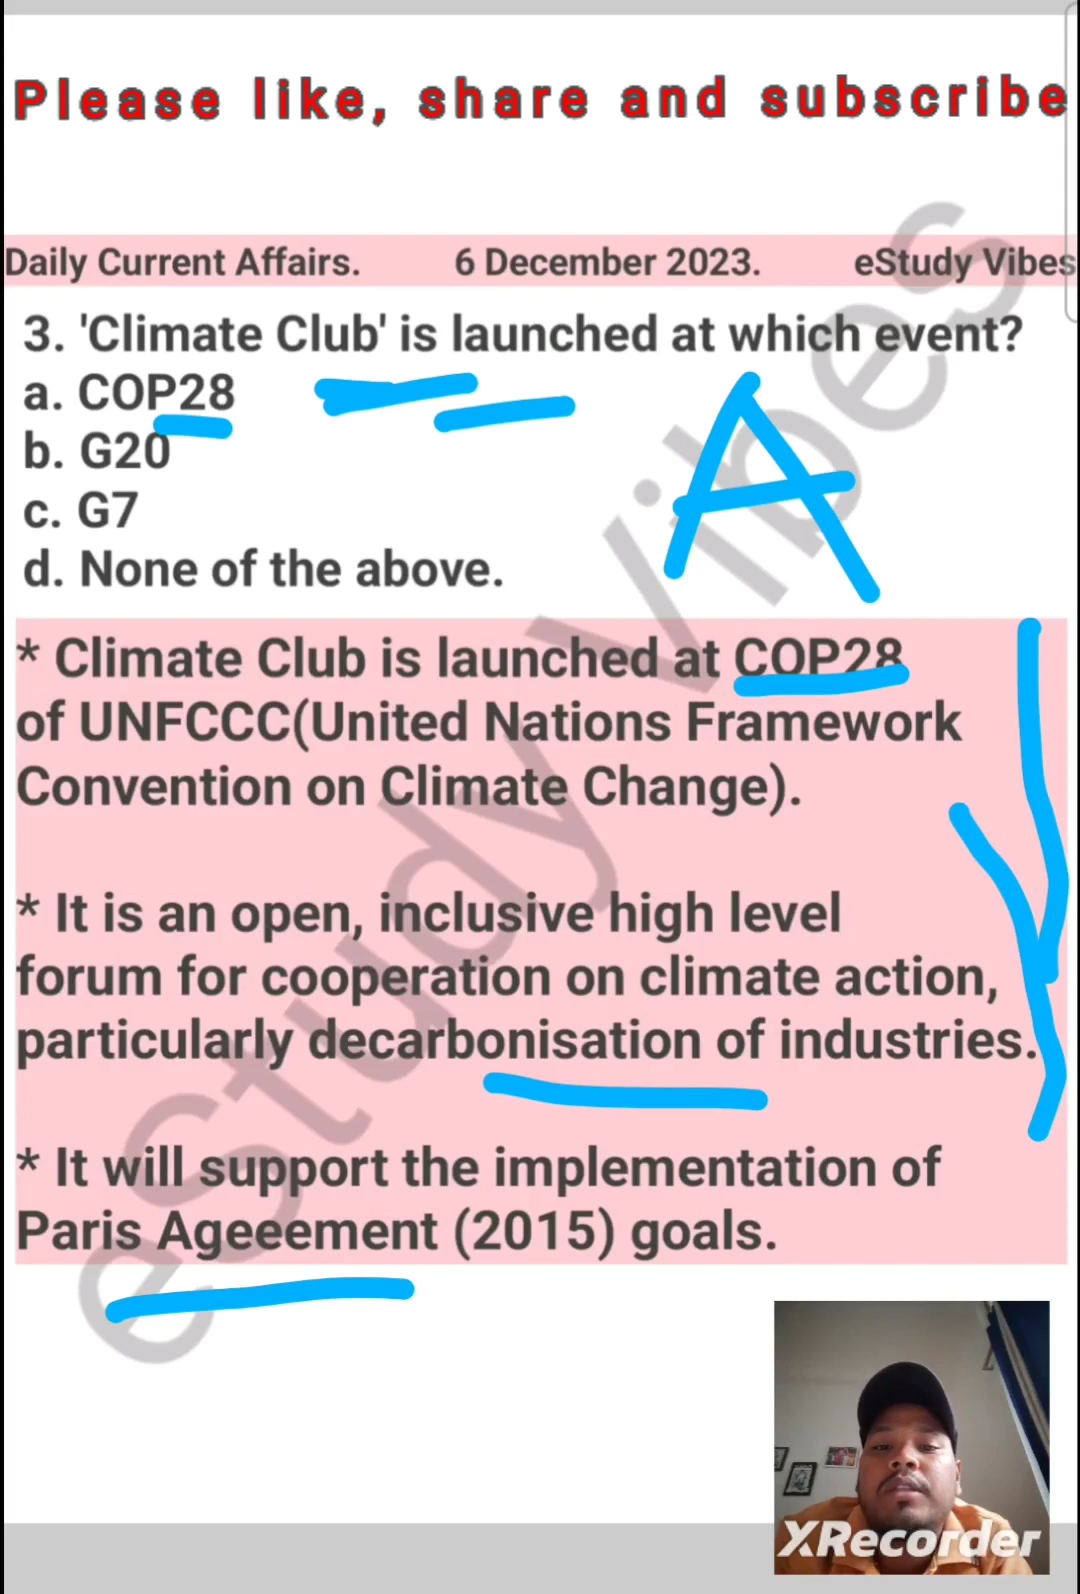 Please like, share and subscribe
Daily Current Affairs. 6 December 2023. eStudy Vibes
3. 'Climate Club' is launched at which event?
a. COP28
b. G20
c. G7
d. None of the above.
A
* Climate Club is launched at COP28
of UNFCCC(United Nations Framework
Convention on Climate Change).
* It is an open, inclusive high level
forum for cooperation on climate action,
particularly decarbonisation of industries.
* It will support the implementation of
Paris Ageeement (2015) goals.
eStudy Vibes
XRecorder